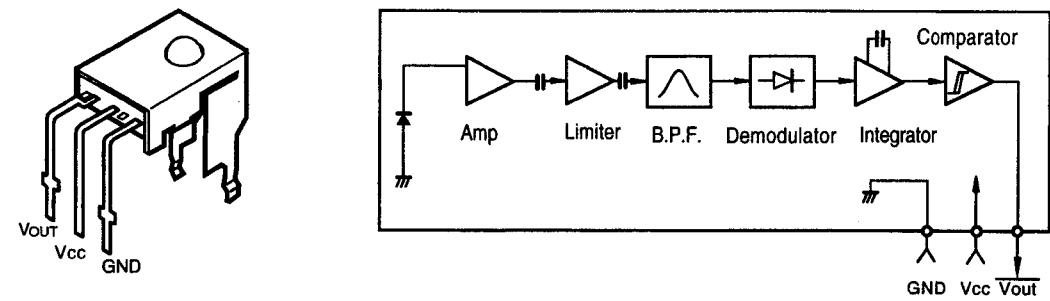 VOUT
Vcc
GND
Comparator
Amp
Limiter
B.P.F.
Demodulator
Integrator
GND
Vcc
Vout